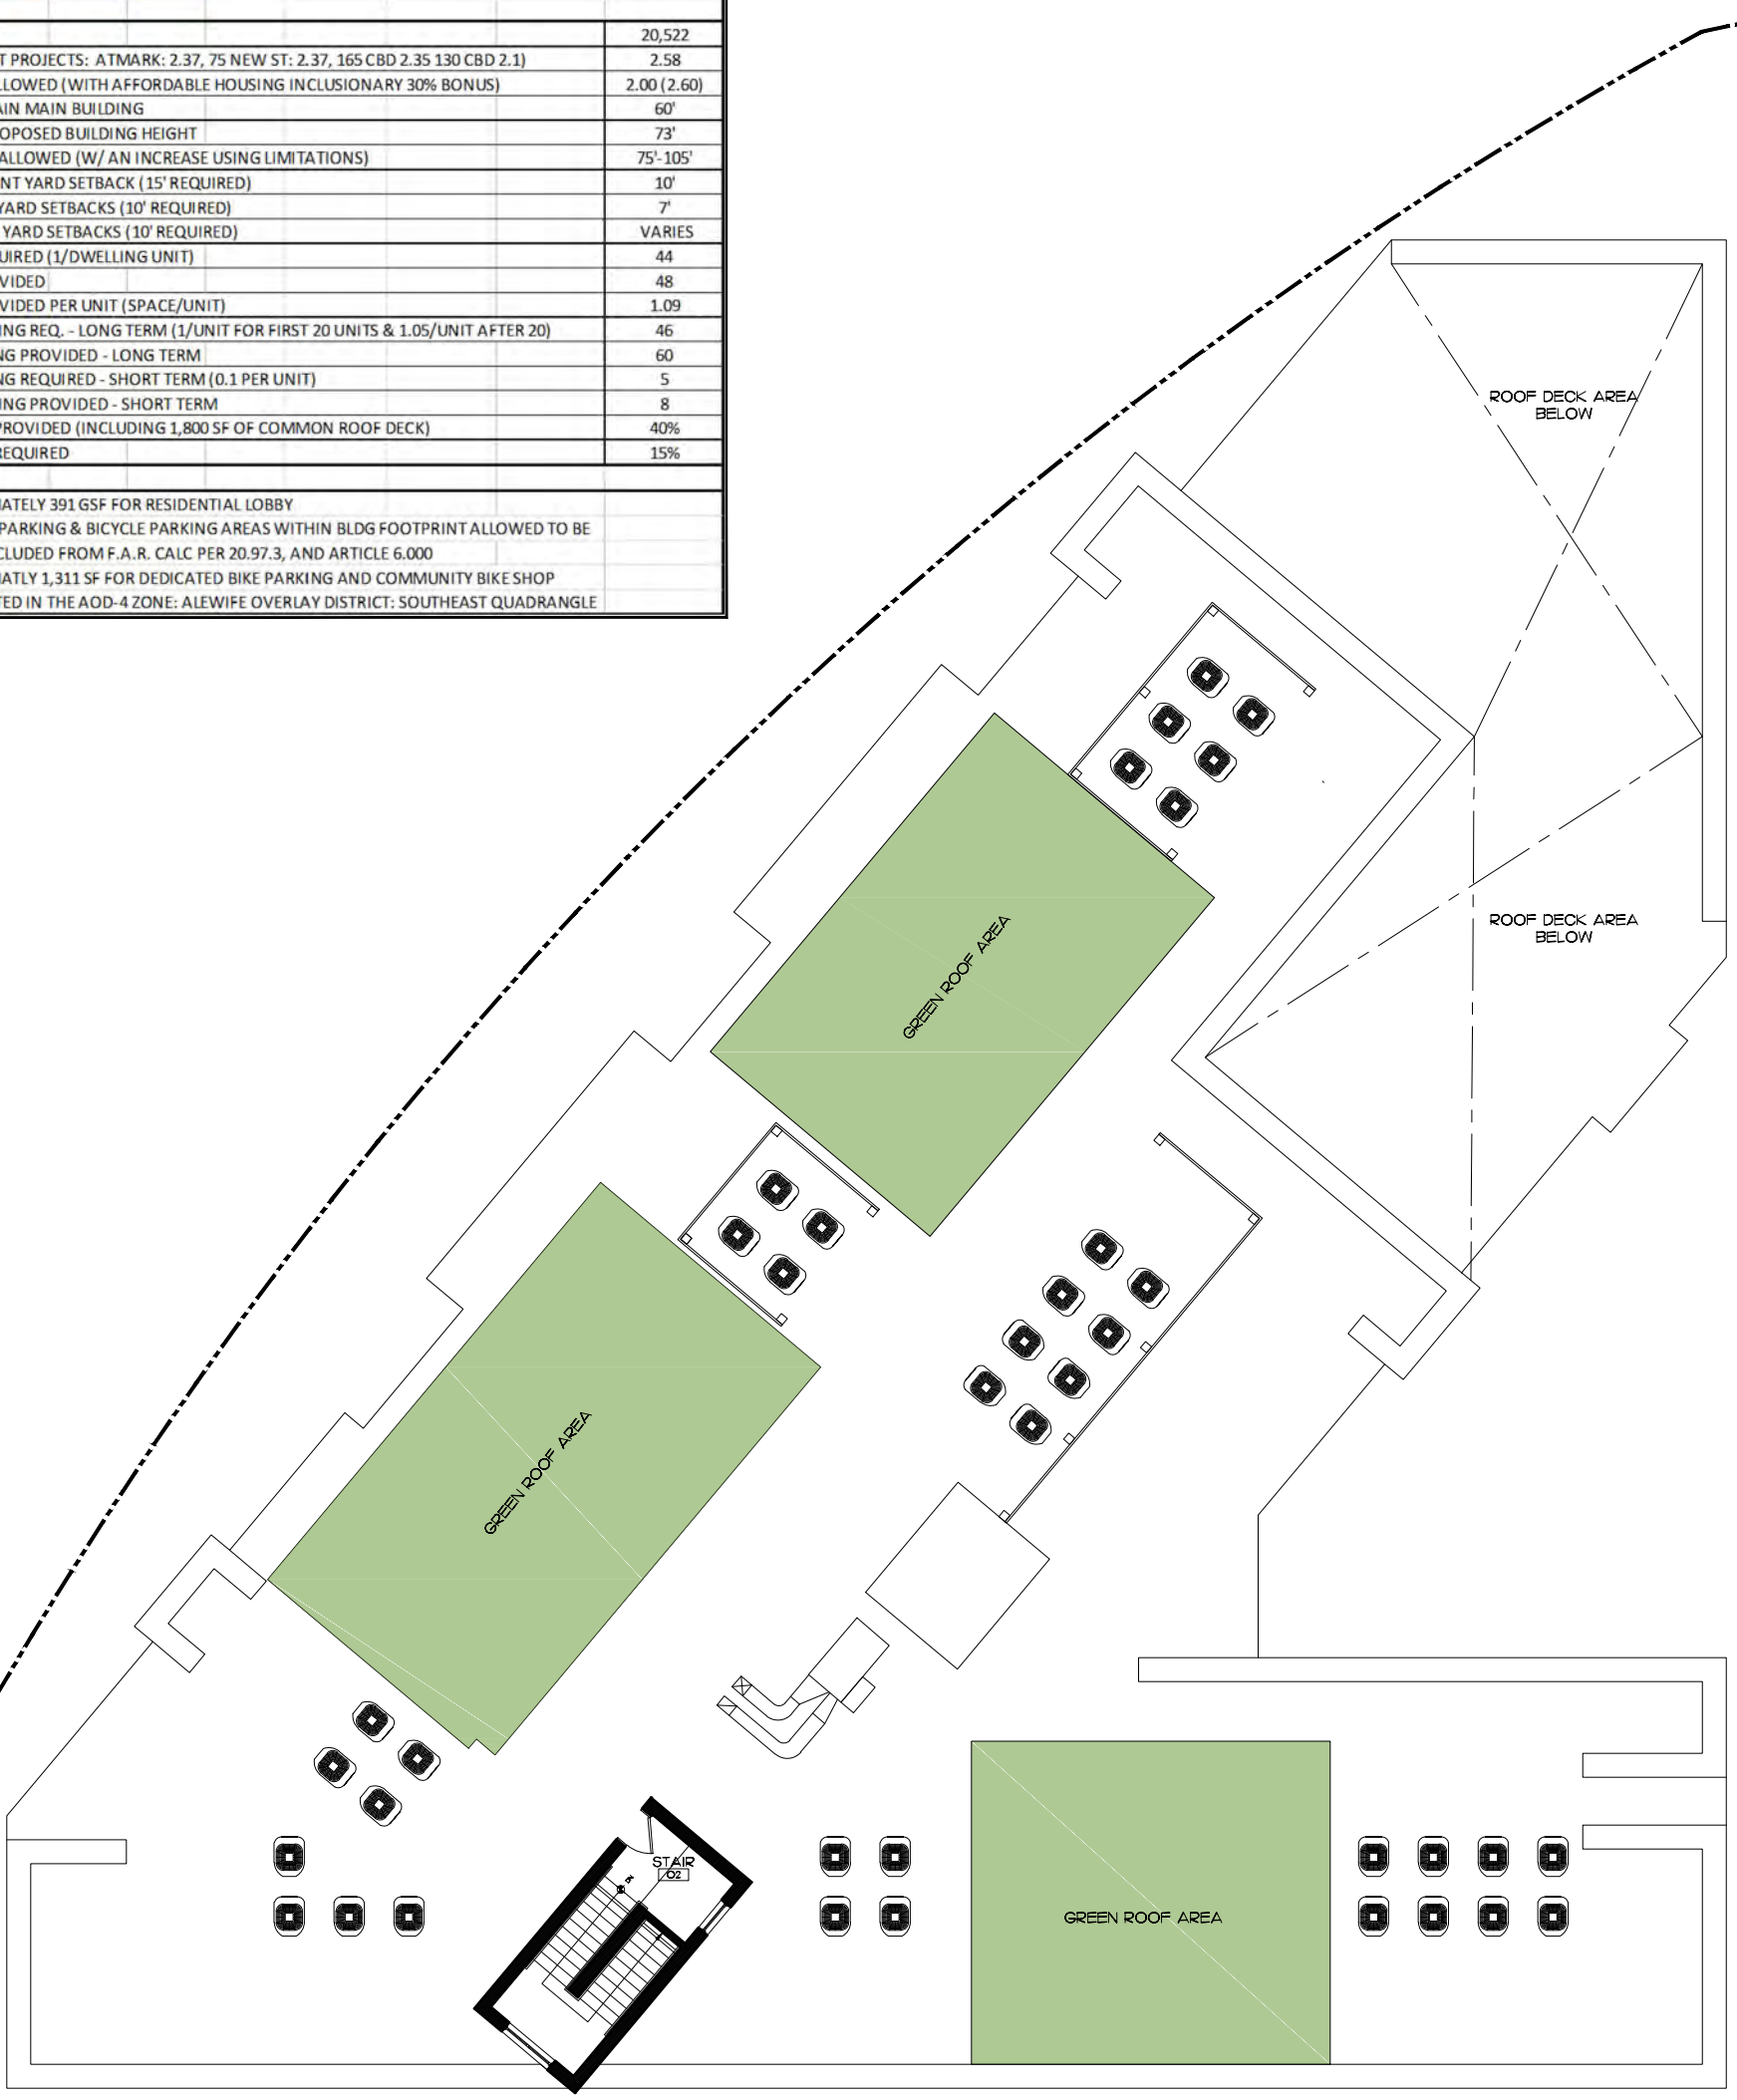 20,522
T PROJECTS: ATMARK: 2.37, 75 NEW ST: 2.37, 165 CBD 2.35 130 CBD 2.1) 2.58
LLOWED (WITH AFFORDABLE HOUSING INCLUSIONARY 30% BONUS) 2.00 (2.60)
AIN MAIN BUILDING 60'
OPOSED BUILDING HEIGHT 73'
ALLOWED (W/ AN INCREASE USING LIMITATIONS) 75'-105'
NT YARD SETBACK (15' REQUIRED) 10'
YARD SETBACKS (10' REQUIRED) 7'
YARD SETBACKS (10' REQUIRED) VARIES
UIRED (1/DWELLING UNIT) 44
VIDED 48
VIDED PER UNIT (SPACE/UNIT) 1.09
ING REQ. - LONG TERM (1/UNIT FOR FIRST 20 UNITS & 1.05/UNIT AFTER 20) 46
NG PROVIDED - LONG TERM 60
NG REQUIRED - SHORT TERM (0.1 PER UNIT) 5
ING PROVIDED - SHORT TERM 8
PROVIDED (INCLUDING 1,800 SF OF COMMON ROOF DECK) 40%
REQUIRED 15%
IATELY 391 GSF FOR RESIDENTIAL LOBBY
PARKING & BICYCLE PARKING AREAS WITHIN BLDG FOOTPRINT ALLOWED TO BE
CLUDED FROM F.A.R. CALC PER 20.97.3, AND ARTICLE 6.000
IATLY 1,311 SF FOR DEDICATED BIKE PARKING AND COMMUNITY BIKE SHOP
TED IN THE AOD-4 ZONE: ALEWIFE OVERLAY DISTRICT: SOUTHEAST QUADRANGLE
ROOF DECK AREA
BELOW
ROOF DECK AREA
BELOW
GREEN ROOF AREA
GREEN ROOF AREA
STAIR
02
DN
GREEN ROOF AREA